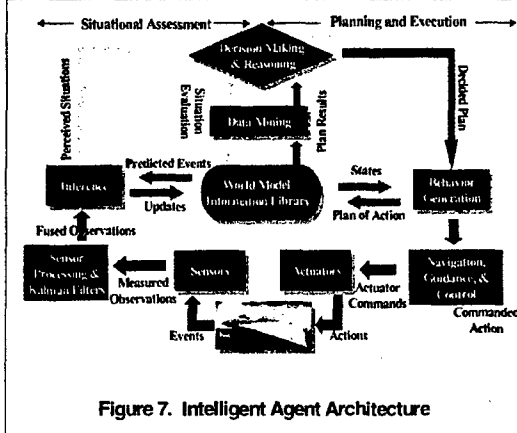 Situational Assessment
Planning and Execution
Decision Making
& Reasoning
Perceived Situations
Situation
Evaluation
Data Mining
Plan Results
Decided Plan
Predicted Events
Inference
Updates
World Model
Information Library
States
Plan of Action
Behavior
Generation
Fused Observations
Sensor
Processing &
Kalman Filters
Measured
Observations
Sensors
Actuators
Actuator
Commands
Navigation,
Guidance, &
Control
Commanded
Action
Events
Actions
Figure 7. Intelligent Agent Architecture